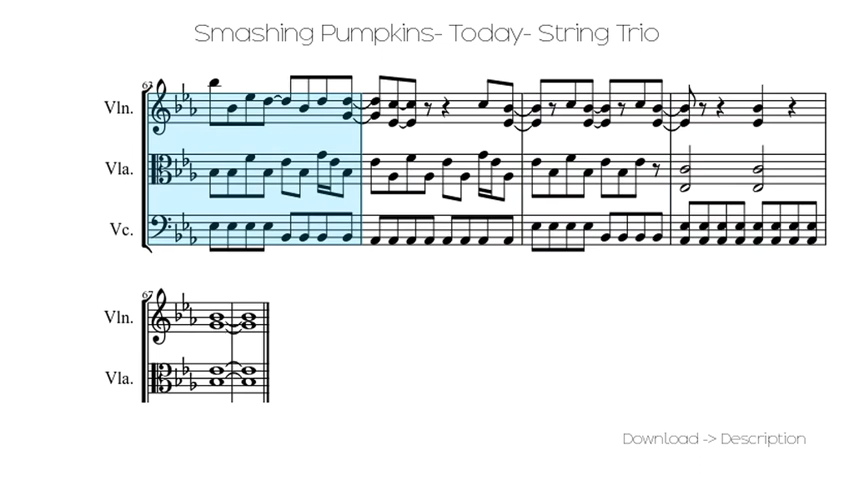 Smashing Pumpkins- Today- String Trio
63
Vln.
Vla.
Vc.
67
Vln.
Vla.
Download -> Description